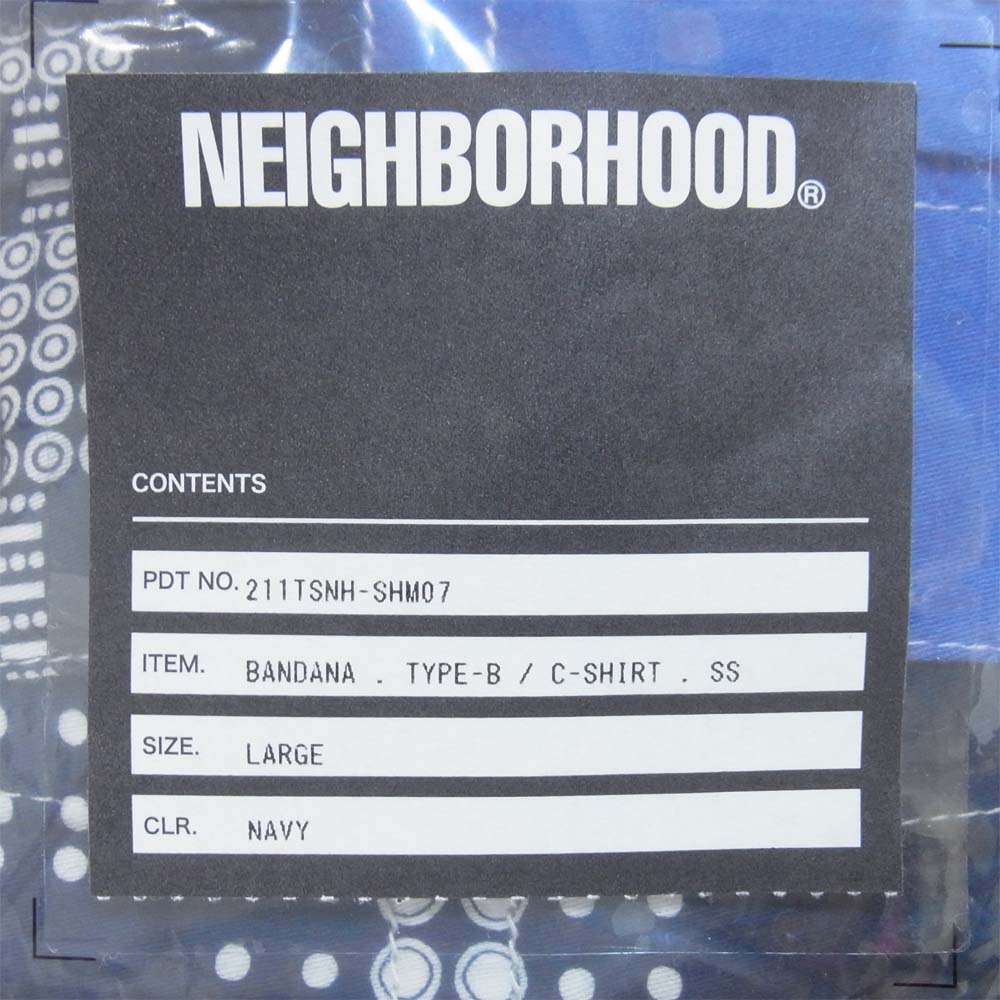 NEIGHBORHOOD®
CONTENTS
PDT NO. 211TSNH-SHM07
ITEM. BANDANA . TYPE-B / C-SHIRT . SS
SIZE. LARGE
CLR. NAVY